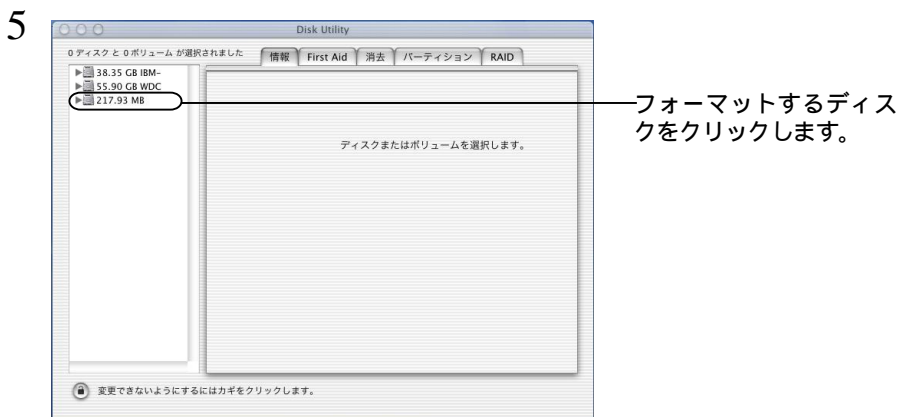 5
Disk Utility
0 ディスク と 0 ボリューム が選択されました
情報 First Aid 消去 パーティション RAID
38.35 GB IBM-
55.90 GB WDC
217.93 MB
フォーマットするディス
クをクリックします。
ディスクまたはボリュームを選択します。
変更できないようにするにはカギをクリックします。